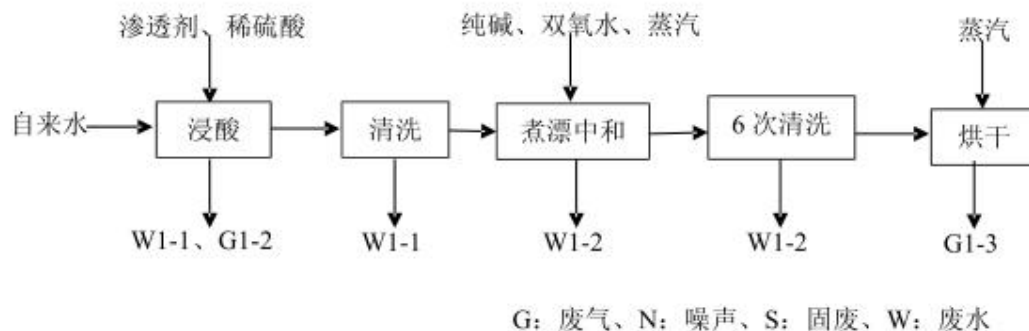 渗透剂、稀硫酸
纯碱、双氧水、蒸汽
蒸汽
自来水
浸酸
清洗
煮漂中和
6 次清洗
烘干
W1-1、G1-2
W1-1
W1-2
W1-2
G1-3
G：废气、N：噪声、S：固废、W：废水